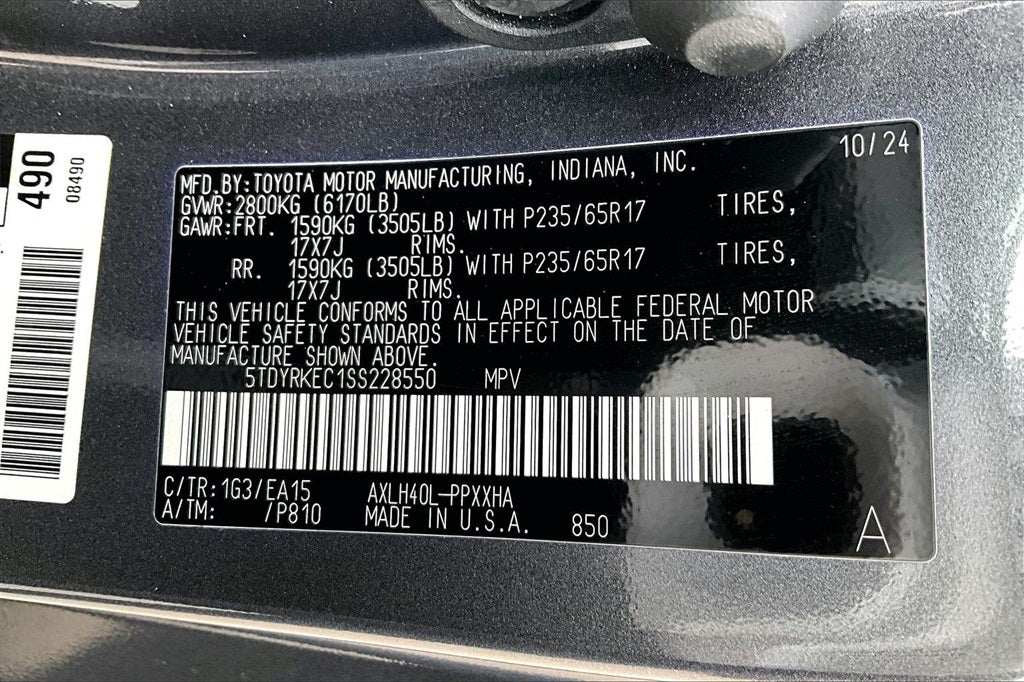 490
08490
10/24
MFD.BY:TOYOTA MOTOR MANUFACTURING, INDIANA, INC.
GVWR:2800KG (6170LB)
GAWR:FRT. 1590KG (3505LB) WITH P235/65R17 TIRES,
17X7J RIMS.
RR. 1590KG (3505LB) WITH P235/65R17 TIRES,
17X7J RIMS.
THIS VEHICLE CONFORMS TO ALL APPLICABLE FEDERAL MOTOR
VEHICLE SAFETY STANDARDS IN EFFECT ON THE DATE OF
MANUFACTURE SHOWN ABOVE.
5TDYRKEC1SS228550 MPV
C/TR:1G3/EA15 AXLH40L-PPXXHA
A/TM: /P810 MADE IN U.S.A. 850
A